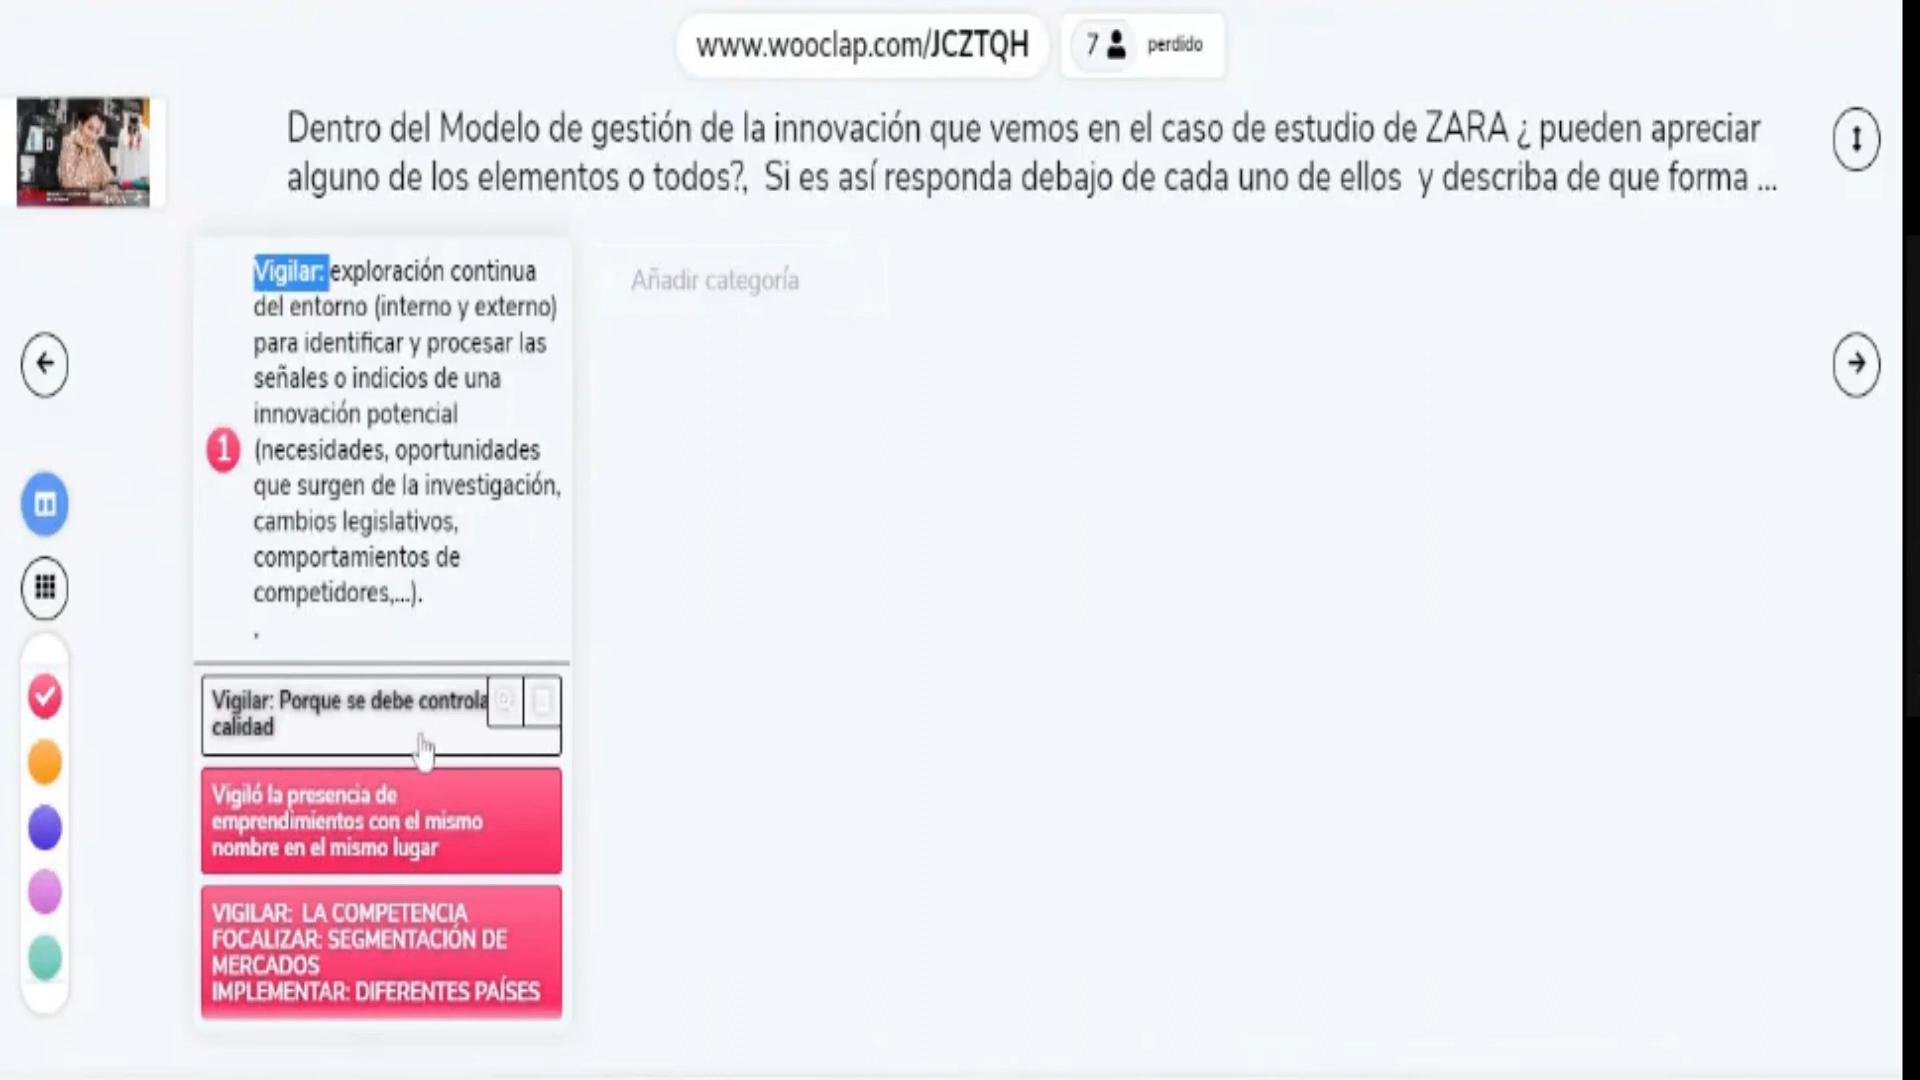 www.wooclap.com/JCZTQH
7
perdido
Dentro del Modelo de gestión de la innovación que vemos en el caso de estudio de ZARA ¿ pueden apreciar
alguno de los elementos o todos?, Si es así responda debajo de cada uno de ellos y describa de que forma ...
Vigilar: exploración continua
del entorno (interno y externo)
para identificar y procesar las
señales o indicios de una
innovación potencial
1
(necesidades, oportunidades
que surgen de la investigación,
cambios legislativos,
comportamientos de
competidores,...).
.
Añadir categoría
Vigilar: Porque se debe controla
calidad
Vigiló la presencia de
emprendimientos con el mismo
nombre en el mismo lugar
VIGILAR: LA COMPETENCIA
FOCALIZAR: SEGMENTACIÓN DE
MERCADOS
IMPLEMENTAR: DIFERENTES PAÍSES